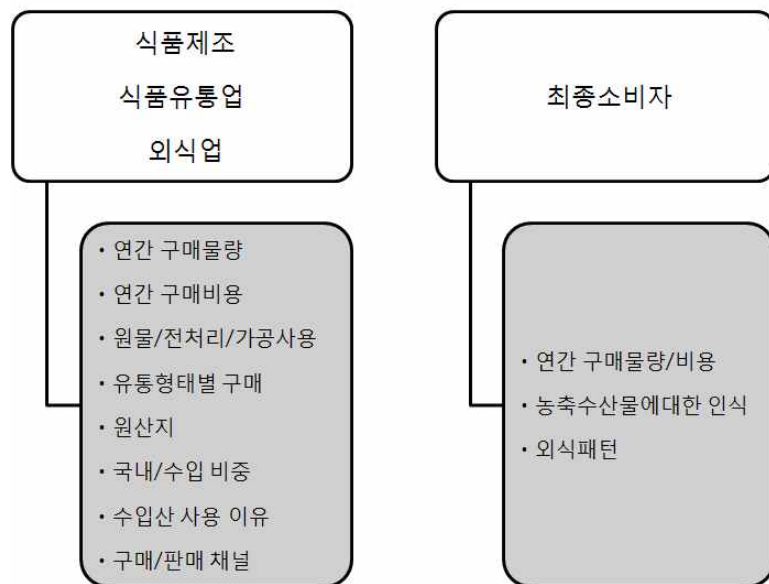 식품제조
식품유통업
외식업
· 연간 구매물량
· 연간 구매비용
· 원물/전처리/가공사용
· 유통형태별 구매
· 원산지
· 국내/수입 비중
· 수입산 사용 이유
· 구매/판매 채널
최종소비자
· 연간 구매물량/비용
· 농축수산물에대한 인식
· 외식패턴